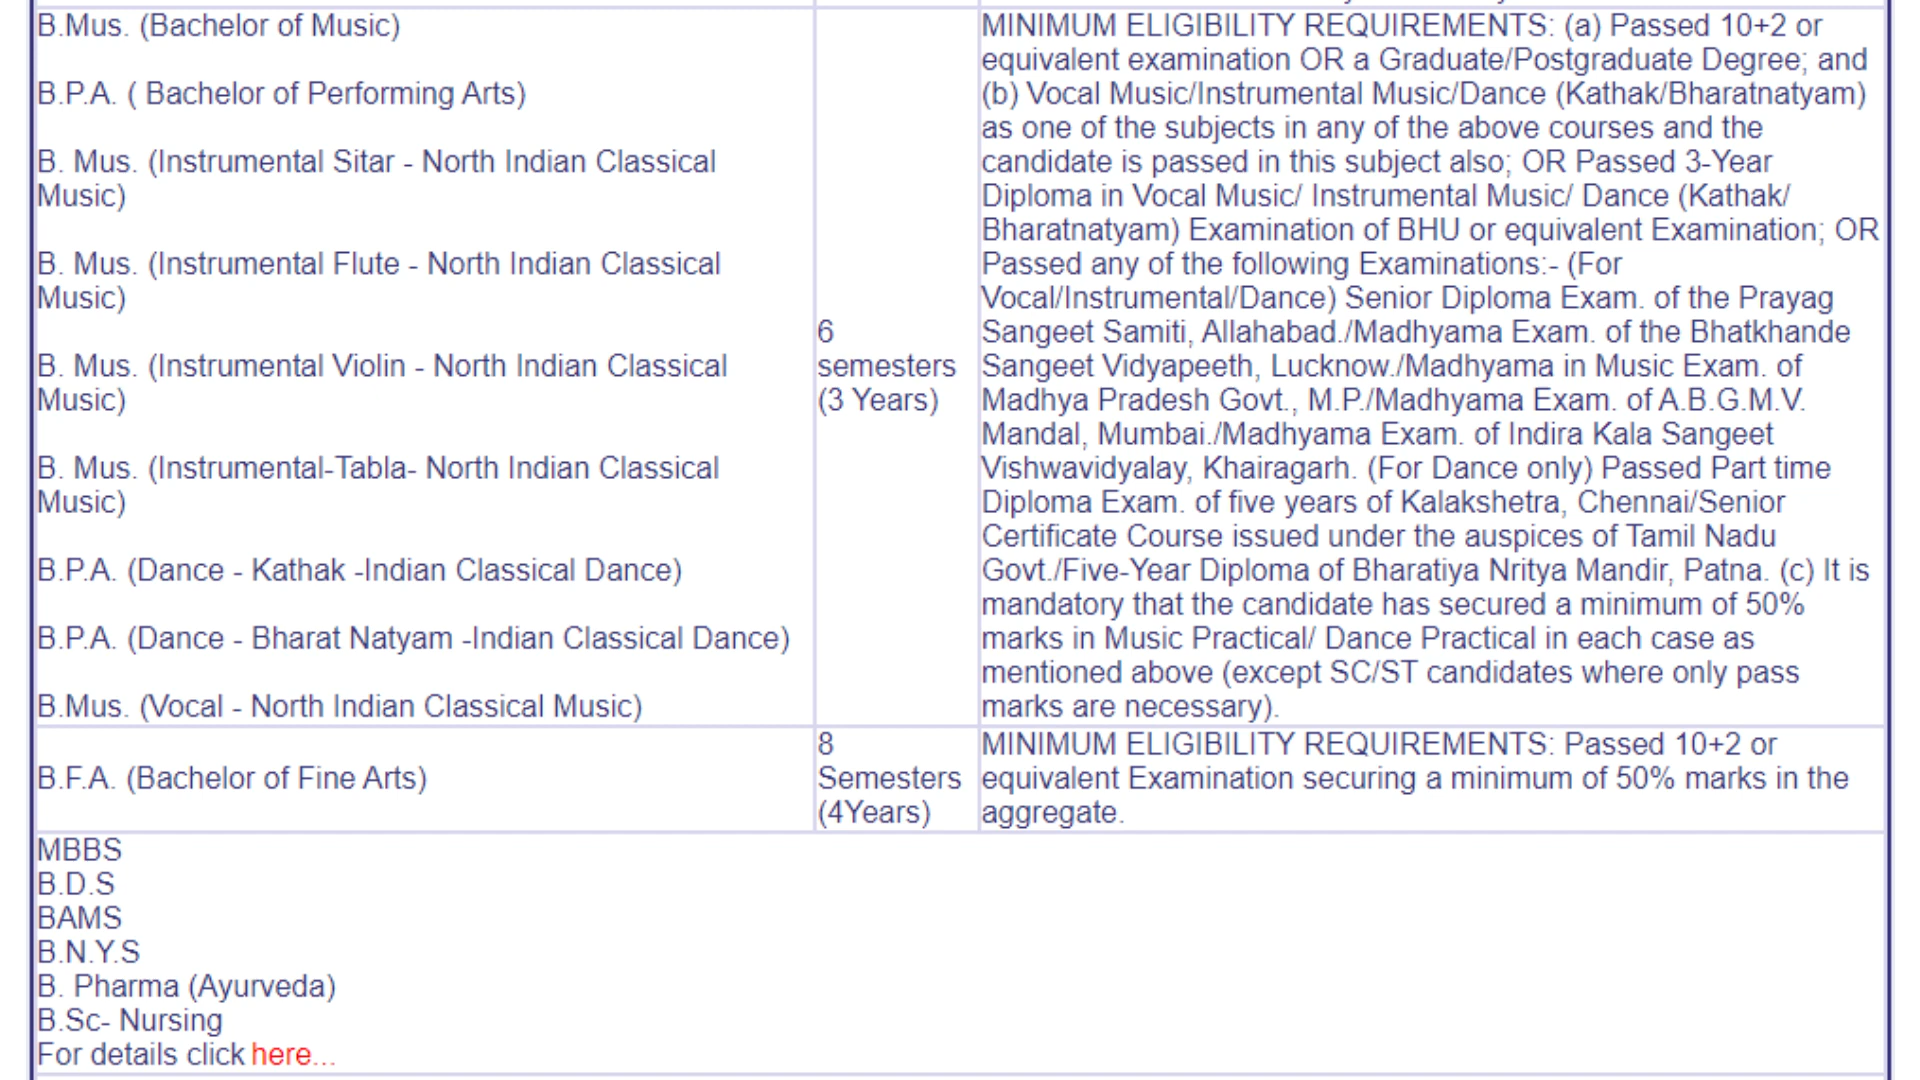 B.Mus. (Bachelor of Music)
B.P.A. ( Bachelor of Performing Arts)
B. Mus. (Instrumental Sitar - North Indian Classical
Music)
B. Mus. (Instrumental Flute - North Indian Classical
Music)
B. Mus. (Instrumental Violin - North Indian Classical
Music)
B. Mus. (Instrumental-Tabla- North Indian Classical
Music)
B.P.A. (Dance - Kathak -Indian Classical Dance)
B.P.A. (Dance - Bharat Natyam -Indian Classical Dance)
B.Mus. (Vocal - North Indian Classical Music)
6
semesters
(3 Years)
MINIMUM ELIGIBILITY REQUIREMENTS: (a) Passed 10+2 or
equivalent examination OR a Graduate/Postgraduate Degree; and
(b) Vocal Music/Instrumental Music/Dance (Kathak/Bharatnatyam)
as one of the subjects in any of the above courses and the
candidate is passed in this subject also; OR Passed 3-Year
Diploma in Vocal Music/ Instrumental Music/ Dance (Kathak/
Bharatnatyam) Examination of BHU or equivalent Examination; OR
Passed any of the following Examinations:- (For
Vocal/Instrumental/Dance) Senior Diploma Exam. of the Prayag
Sangeet Samiti, Allahabad./Madhyama Exam. of the Bhatkhande
Sangeet Vidyapeeth, Lucknow./Madhyama in Music Exam. of
Madhya Pradesh Govt., M.P./Madhyama Exam. of A.B.G.M.V.
Mandal, Mumbai./Madhyama Exam. of Indira Kala Sangeet
Vishwavidyalay, Khairagarh. (For Dance only) Passed Part time
Diploma Exam. of five years of Kalakshetra, Chennai/Senior
Certificate Course issued under the auspices of Tamil Nadu
Govt./Five-Year Diploma of Bharatiya Nritya Mandir, Patna. (c) It is
mandatory that the candidate has secured a minimum of 50%
marks in Music Practical/ Dance Practical in each case as
mentioned above (except SC/ST candidates where only pass
marks are necessary).
B.F.A. (Bachelor of Fine Arts)
8
Semesters
(4Years)
MINIMUM ELIGIBILITY REQUIREMENTS: Passed 10+2 or
equivalent Examination securing a minimum of 50% marks in the
aggregate.
MBBS
B.D.S
BAMS
B.N.Y.S
B. Pharma (Ayurveda)
B.Sc- Nursing
For details click here...